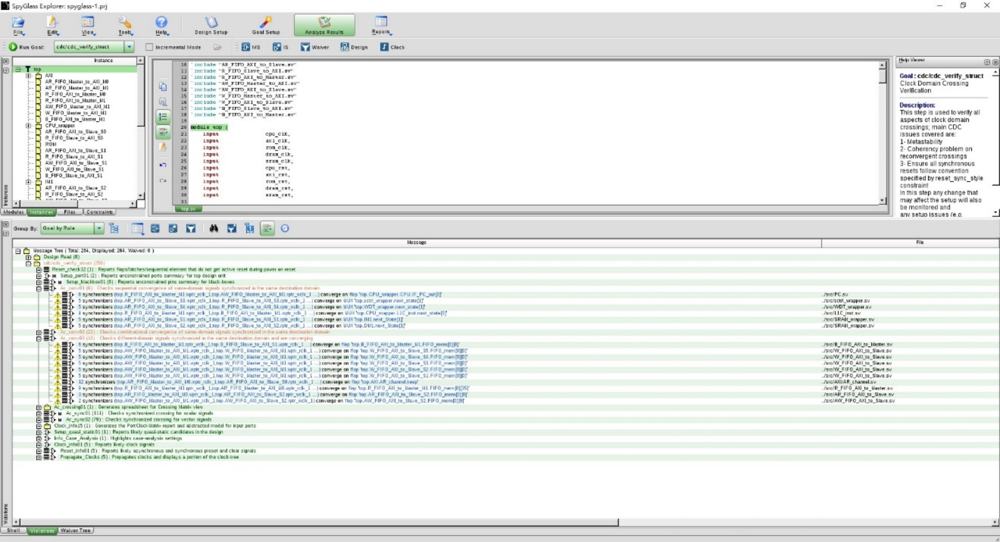 SpyGlass Explorer: spyglass-1.prj
File Edit View Tools Help Design Setup Goal Setup Analyze Results Reports
Run Goal: cdc/cdc_verify_struct Incremental Mode MS IS Waiver Design Clock
Instance
top
AXI
AR_FIFO_Master_to_AXI_M0
AR_FIFO_Master_to_AXI_M1
R_FIFO_AXI_to_Master_M0
R_FIFO_AXI_to_Master_M1
AW_FIFO_Master_to_AXI_M1
W_FIFO_Master_to_AXI_M1
B_FIFO_AXI_to_Master_M1
CPU_wrapper
AR_FIFO_AXI_to_Slave_S0
R_FIFO_Slave_to_AXI_S0
ROM
AR_FIFO_AXI_to_Slave_S1
R_FIFO_Slave_to_AXI_S1
AW_FIFO_AXI_to_Slave_S1
W_FIFO_AXI_to_Slave_S1
B_FIFO_Slave_to_AXI_S1
IM1
AR_FIFO_AXI_to_Slave_S2
R_FIFO_Slave_to_AXI_S2
Instances
Modules Instances Files Constraints
10 `include "AR_FIFO_AXI_to_Slave.sv"
11 `include "R_FIFO_Slave_to_AXI.sv"
12 `include "R_FIFO_AXI_to_Master.sv"
13 `include "AW_FIFO_Master_to_AXI.sv"
14 `include "AW_FIFO_AXI_to_Slave.sv"
15 `include "W_FIFO_Master_to_AXI.sv"
16 `include "W_FIFO_AXI_to_Slave.sv"
17 `include "B_FIFO_Slave_to_AXI.sv"
18 `include "B_FIFO_AXI_to_Master.sv"
19
20 module top (
21 input cpu_clk,
22 input axi_clk,
23 input rom_clk,
24 input dram_clk,
25 input sram_clk,
26 input cpu_rst,
27 input axi_rst,
28 input rom_rst,
29 input dram_rst,
30 input sram_rst,
31
top.sv
Help Viewer
Goal : cdc/cdc_verify_struct
Clock Domain Crossing
Verification
Description:
This step is used to verify all
aspects of clock domain
crossings; main CDC
issues covered are:
1- Metastability
2- Coherency problem on
reconvergent crossings
3- Ensure all synchronous
resets follow convention
specified by reset_sync_style
constraint
In this step any change that
may affect the setup will also
be monitored and
any setup issues (e.g.
Group By: Goal by Rule
Message File
Message Tree ( Total: 264, Displayed: 264, Waived: 0 )
Design Read (8)
cdc/cdc_verify_struct (256)
Reset_check12 (1) : Reports flops/latches/sequential element that do not get active reset during power on reset
Setup_port01 (2) : Reports unconstrained ports summary for top design unit
Setup_blackbox01 (6) : Reports unconstrained pins summary for black-boxes
Ac_conv01 (6) : Checks sequential convergence of same-domain signals synchronized in the same destination domain
6 synchronizers (top.R_FIFO_AXI_to_Master_M1.wptr_rclk_1,top.AW_FIFO_Master_to_AXI_M1.rptr_wclk_1 ...) converge on flop 'top.CPU_wrapper.CPU.IF_PC_out[0]' ../src/PC.sv
5 synchronizers (top.AR_FIFO_AXI_to_Slave_S3.wptr_rclk_1,top.R_FIFO_Slave_to_AXI_S3.rptr_wclk_1 ...) converge on MUX 'top.sctrl_wrapper.next_state[1]' ../src/sctrl_wrapper.sv
5 synchronizers (top.AR_FIFO_AXI_to_Slave_S4.wptr_rclk_1,top.R_FIFO_Slave_to_AXI_S4.rptr_wclk_1 ...) converge on MUX 'top.WDT_wrapper.next_state[1]' ../src/WDT_wrapper.sv
4 synchronizers (top.R_FIFO_AXI_to_Master_M1.wptr_rclk_1,top.B_FIFO_AXI_to_Master_M1.wptr_rclk_1 ...) converge on MUX 'top.CPU_wrapper.L1C_inst.next_state[0]' ../src/L1C_inst.sv
5 synchronizers (top.AR_FIFO_AXI_to_Slave_S1.wptr_rclk_1,top.R_FIFO_Slave_to_AXI_S1.rptr_wclk_1 ...) converge on MUX 'top.IM1.next_State[1]' ../src/SRAM_wrapper.sv
5 synchronizers (top.AR_FIFO_AXI_to_Slave_S2.wptr_rclk_1,top.R_FIFO_Slave_to_AXI_S2.rptr_wclk_1 ...) converge on MUX 'top.DM1.next_State[1]' ../src/SRAM_wrapper.sv
Ac_conv02 (22) : Checks combinational convergence of same-domain signals synchronized in the same destination domain
Ac_conv03 (10) : Checks different-domain signals synchronized in the same destination domain and are converging
6 synchronizers (top.B_FIFO_AXI_to_Master_M1.rptr_wclk_1,top.B_FIFO_Slave_to_AXI_S1.wptr_rclk_1 ...) converge on flop 'top.B_FIFO_AXI_to_Master_M1.FIFO_mem[0][0]' ../src/B_FIFO_AXI_to_Master.sv
5 synchronizers (top.AW_FIFO_Master_to_AXI_M1.wptr_rclk_1,top.W_FIFO_Master_to_AXI_M1.wptr_rclk_1 ...) converge on flop 'top.W_FIFO_AXI_to_Slave_S5.FIFO_mem[0][0]' ../src/W_FIFO_AXI_to_Slave.sv
5 synchronizers (top.AW_FIFO_Master_to_AXI_M1.wptr_rclk_1,top.W_FIFO_Master_to_AXI_M1.wptr_rclk_1 ...) converge on flop 'top.W_FIFO_AXI_to_Slave_S4.FIFO_mem[0][0]' ../src/W_FIFO_AXI_to_Slave.sv
5 synchronizers (top.AW_FIFO_Master_to_AXI_M1.wptr_rclk_1,top.W_FIFO_Master_to_AXI_M1.wptr_rclk_1 ...) converge on flop 'top.W_FIFO_AXI_to_Slave_S3.FIFO_mem[0][0]' ../src/W_FIFO_AXI_to_Slave.sv
5 synchronizers (top.AW_FIFO_Master_to_AXI_M1.wptr_rclk_1,top.W_FIFO_Master_to_AXI_M1.wptr_rclk_1 ...) converge on flop 'top.W_FIFO_AXI_to_Slave_S2.FIFO_mem[0][0]' ../src/W_FIFO_AXI_to_Slave.sv
5 synchronizers (top.AW_FIFO_Master_to_AXI_M1.wptr_rclk_1,top.W_FIFO_Master_to_AXI_M1.wptr_rclk_1 ...) converge on flop 'top.W_FIFO_AXI_to_Slave_S1.FIFO_mem[0][0]' ../src/W_FIFO_AXI_to_Slave.sv
12 synchronizers (top.AR_FIFO_Master_to_AXI_M0.wptr_rclk_1,top.AR_FIFO_AXI_to_Slave_S0.rptr_wclk_1 ...) converge on flop 'top.AXI.AR_channel.keep' ../src/AXI/AR_channel.sv
9 synchronizers (top.R_FIFO_AXI_to_Master_M1.rptr_wclk_1,top.AR_FIFO_Master_to_AXI_M0.wptr_rclk_1 ...) converge on flop 'top.R_FIFO_AXI_to_Master_M1.FIFO_mem[0][35]' ../src/R_FIFO_AXI_to_Master.sv
3 synchronizers (top.AR_FIFO_Master_to_AXI_M0.wptr_rclk_1,top.AR_FIFO_AXI_to_Slave_S2.rptr_wclk_1 ...) converge on flop 'top.AR_FIFO_AXI_to_Slave_S2.FIFO_mem[0][0]' ../src/AR_FIFO_AXI_to_Slave.sv
2 synchronizers (top.AW_FIFO_Master_to_AXI_M1.wptr_rclk_1,top.AW_FIFO_AXI_to_Slave_S2.rptr_wclk_1) converge on flop 'top.AW_FIFO_AXI_to_Slave_S2.FIFO_mem[0][0]' ../src/AW_FIFO_AXI_to_Slave.sv
Ac_crossing01 (1) : Generates spreadsheet for Crossing Matrix view
Ac_sync01 (111) : Checks synchronized crossing for scalar signals
Ac_sync02 (79) : Checks synchronized crossing for vector signals
Clock_info15 (1) : Generates the PortClockMatrix report and abstracted model for input ports
Setup_quasi_static01 (1) : Reports likely quasi-static candidates in the design
Info_Case_Analysis (1) : Highlights case-analysis settings
Clock_info01 (5) : Reports likely clock signals
Reset_info01 (5) : Reports likely asynchronous and synchronous preset and clear signals
Propagate_Clocks (5) : Propagates clocks and displays a portion of the clock-tree
Violations
Shell Violations Waiver Tree